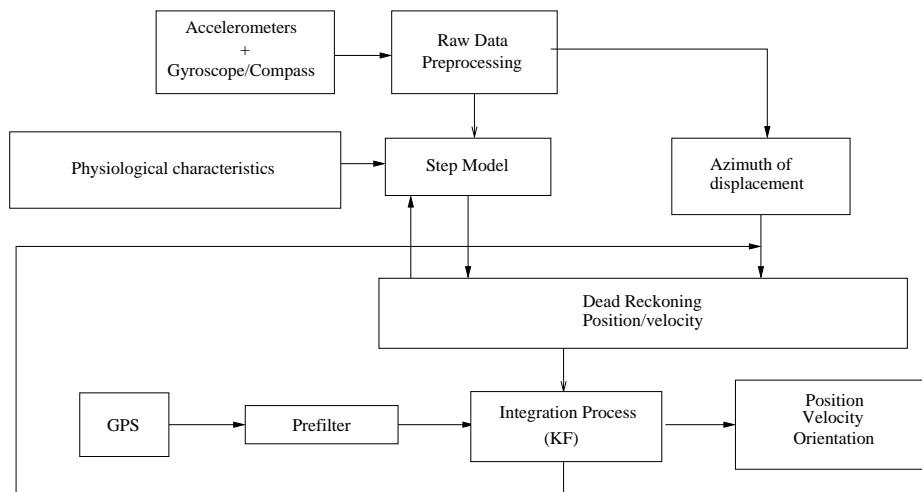 Accelerometers
+
Gyroscope/Compass
Raw Data
Preprocessing
Physiological characteristics
Step Model
Azimuth of
displacement
Dead Reckoning
Position/velocity
GPS
Prefilter
Integration Process
(KF)
Position
Velocity
Orientation